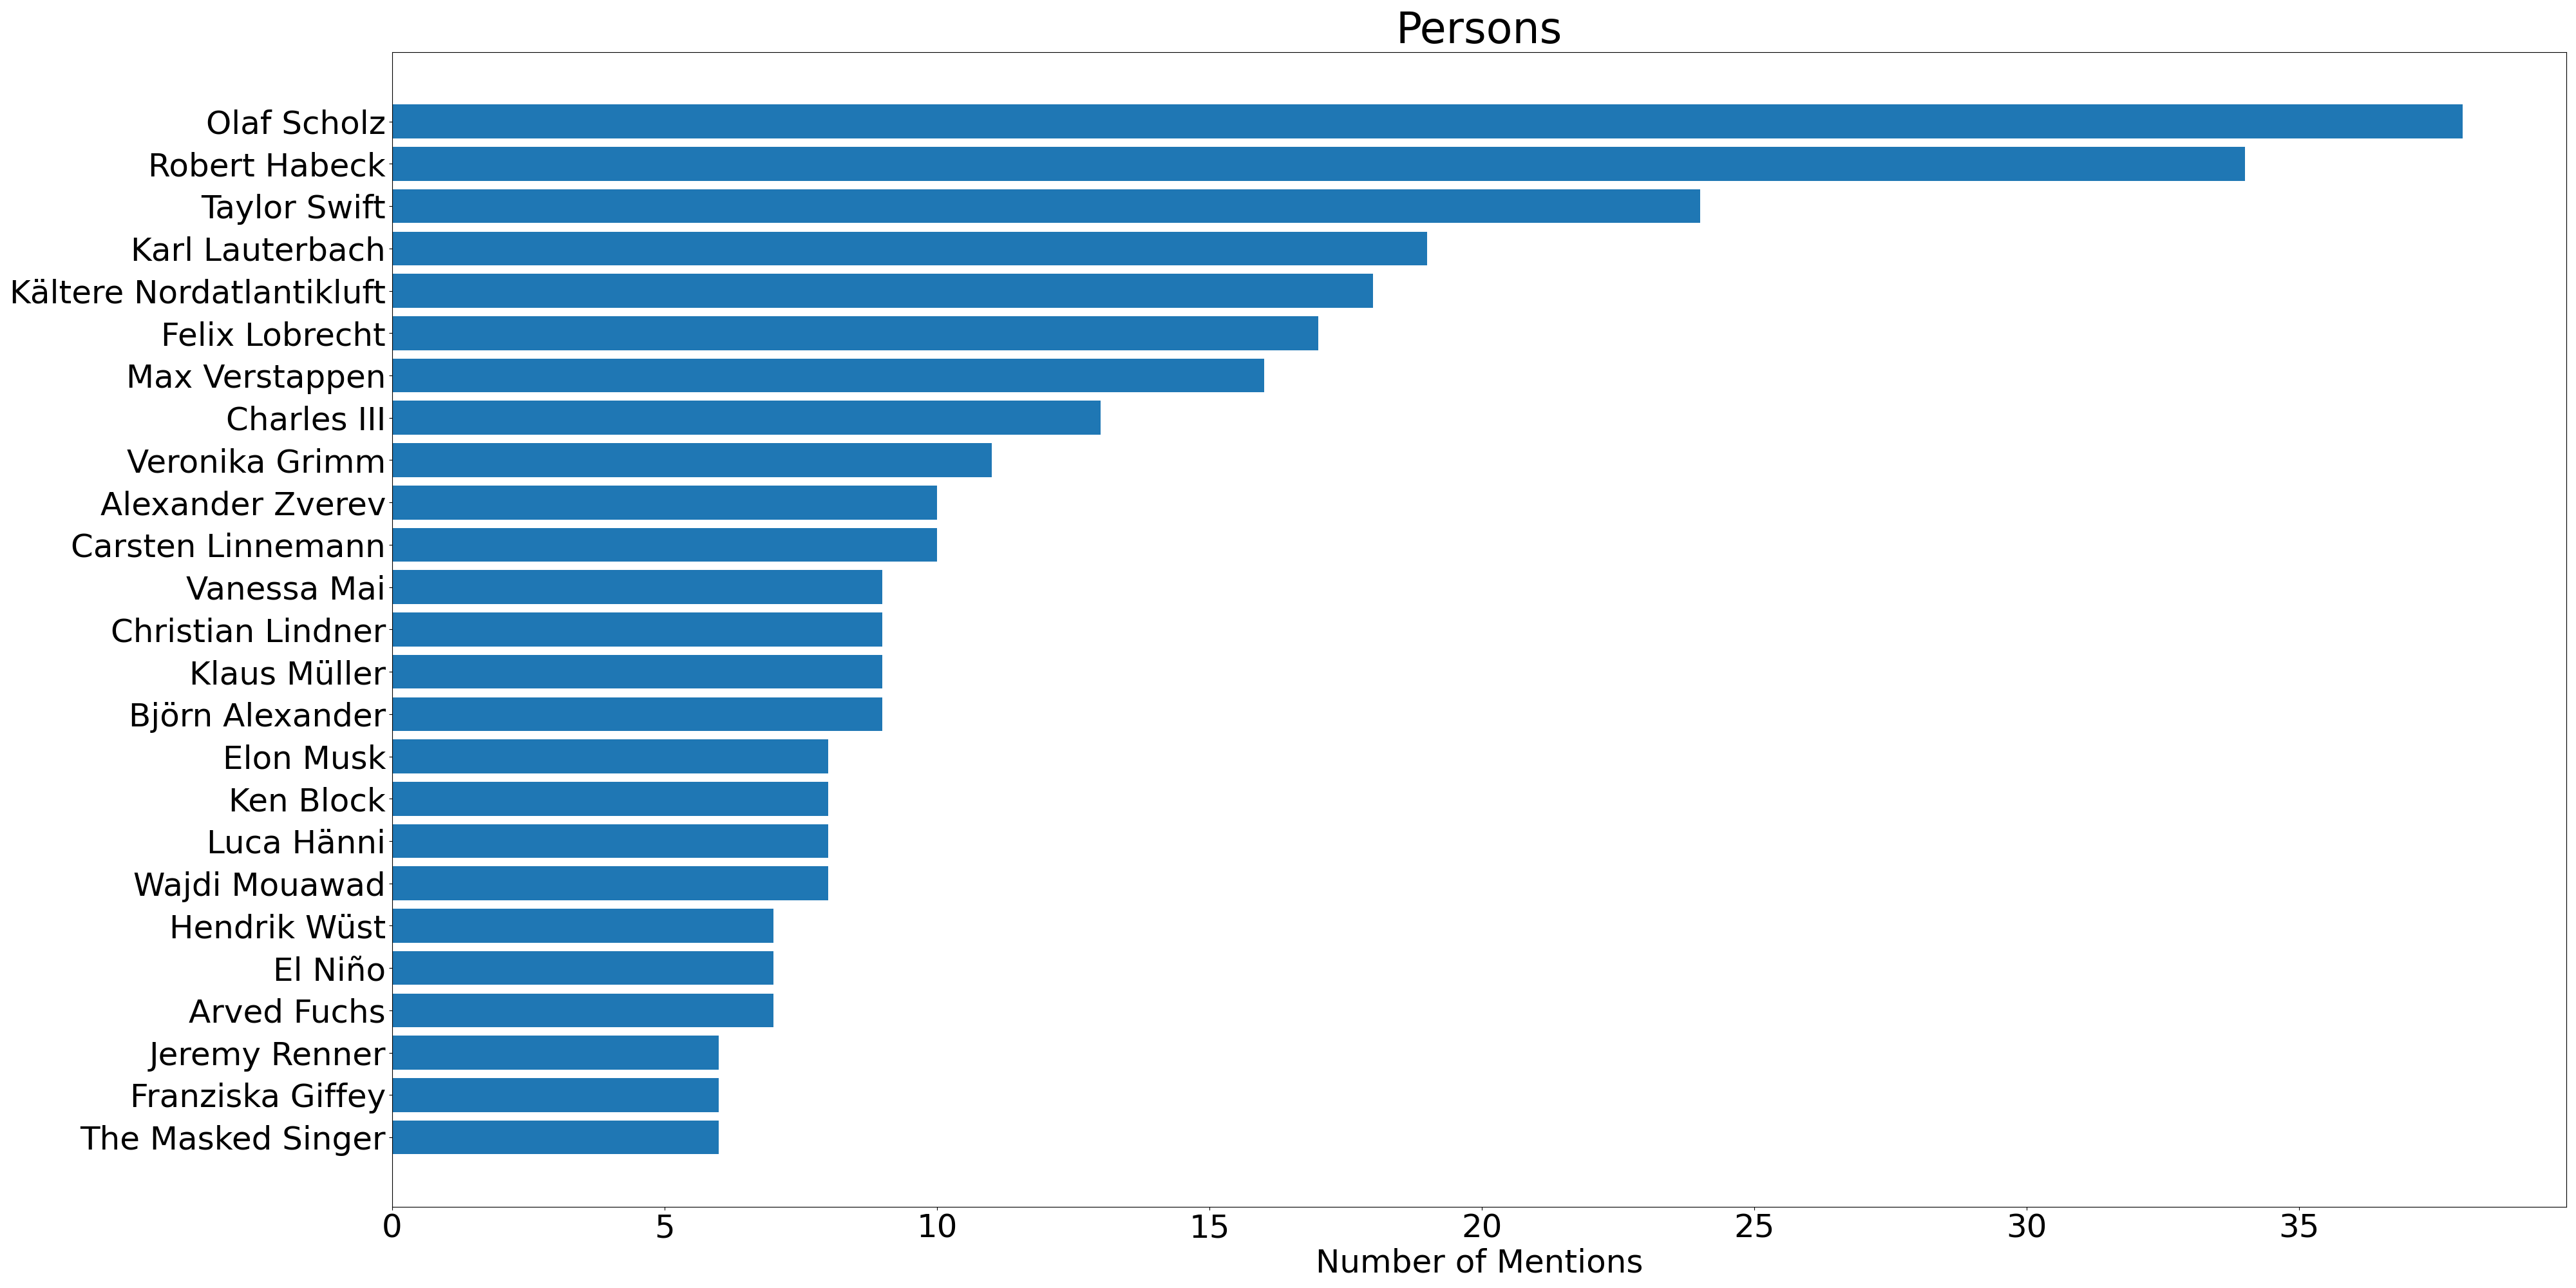 Persons
Olaf Scholz
Robert Habeck
Taylor Swift
Karl Lauterbach
Kältere Nordatlantikluft
Felix Lobrecht
Max Verstappen
Charles III
Veronika Grimm
Alexander Zverev
Carsten Linnemann
Vanessa Mai
Christian Lindner
Klaus Müller
Björn Alexander
Elon Musk
Ken Block
Luca Hänni
Wajdi Mouawad
Hendrik Wüst
El Niño
Arved Fuchs
Jeremy Renner
Franziska Giffey
The Masked Singer
0 5 10 15 20 25 30 35
Number of Mentions